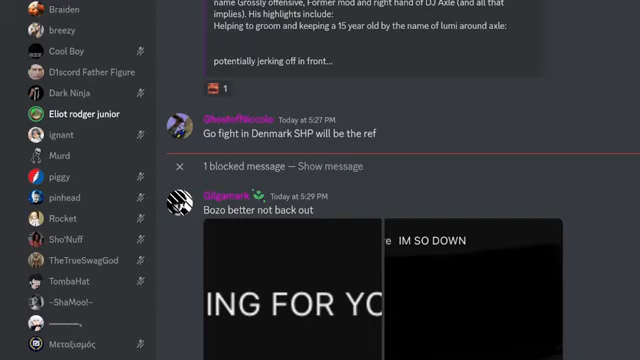 Braiden
breezy
Cool Boy
D1scord Father Figure
Dark Ninja
Eliot rodger junior
ignant
Murd
piggy
pinhead
Rocket
Sho'Nuff
TheTrueSwagGod
TombaHat
~ShaMoo!~
Μεταξισμός
name Grossly offensive, Former mod and right hand of DJ Axle (and all that
implies). His highlights include:
Helping to groom and keeping a 15 year old by the name of lumi around axle:
potentially jerking off in front...
1
GhostofNiccolo Today at 5:27 PM
Go fight in Denmark SHP will be the ref
1 blocked message — Show message
Gilgamark Today at 5:29 PM
Bozo better not back out
ING FOR YO
e IM SO DOWN